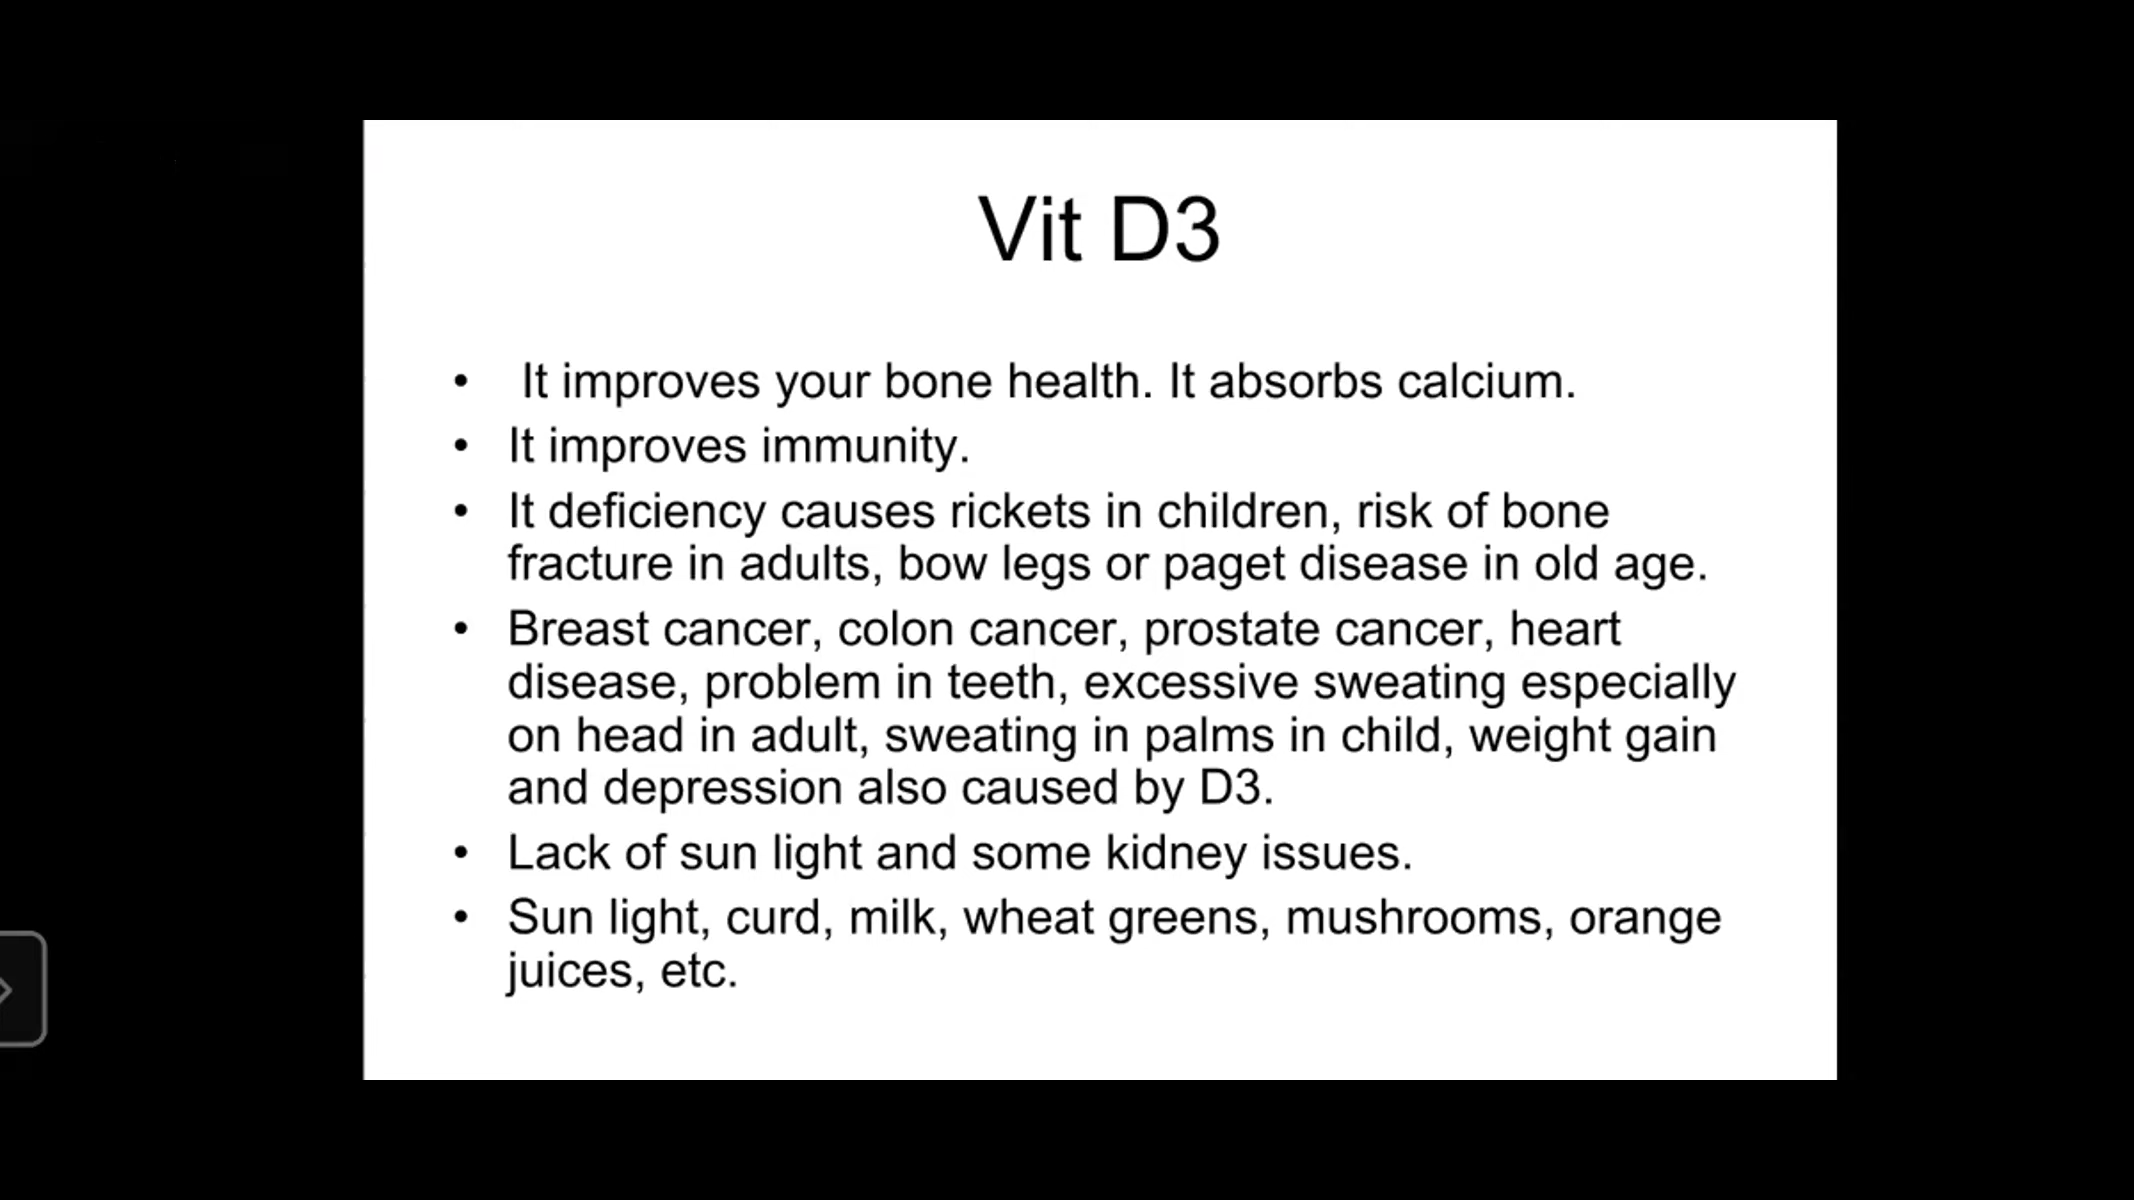 Vit D3
• It improves your bone health. It absorbs calcium.
• It improves immunity.
• It deficiency causes rickets in children, risk of bone
fracture in adults, bow legs or paget disease in old age.
• Breast cancer, colon cancer, prostate cancer, heart
disease, problem in teeth, excessive sweating especially
on head in adult, sweating in palms in child, weight gain
and depression also caused by D3.
• Lack of sun light and some kidney issues.
• Sun light, curd, milk, wheat greens, mushrooms, orange
juices, etc.